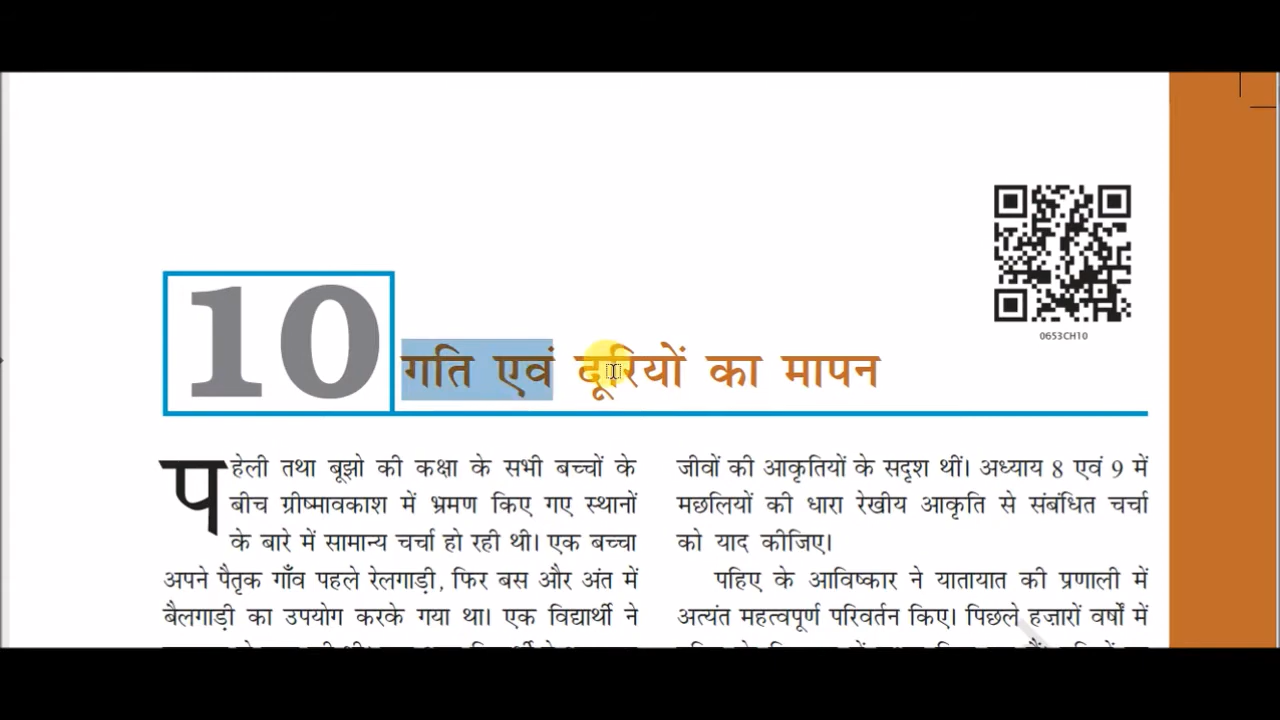 0653CH10
10
गति एवं दूरियों का मापन
पहेली तथा बूझो की कक्षा के सभी बच्चों के
बीच ग्रीष्मावकाश में भ्रमण किए गए स्थानों
के बारे में सामान्य चर्चा हो रही थी। एक बच्चा
अपने पैतृक गाँव पहले रेलगाड़ी, फिर बस और अंत में
बैलगाड़ी का उपयोग करके गया था। एक विद्यार्थी ने
जीवों की आकृतियों के सदृश थीं। अध्याय 8 एवं 9 में
मछलियों की धारा रेखीय आकृति से संबंधित चर्चा
को याद कीजिए।
पहिए के आविष्कार ने यातायात की प्रणाली में
अत्यंत महत्वपूर्ण परिवर्तन किए। पिछले हज़ारों वर्षों में